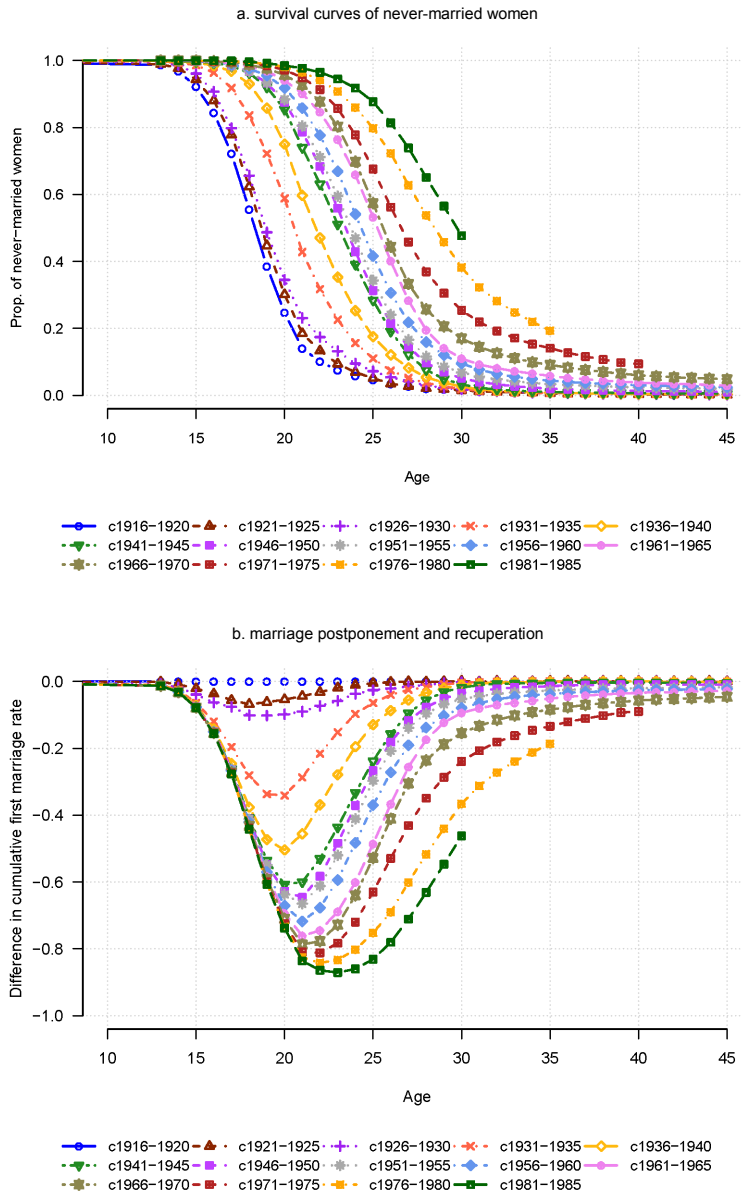 a. survival curves of never-married women
Prop. of never−married women
1.0
0.8
0.6
0.4
0.2
0.0
10 15 20 25 30 35 40 45
Age
c1916−1920 c1921−1925 c1926−1930 c1931−1935 c1936−1940
c1941−1945 c1946−1950 c1951−1955 c1956−1960 c1961−1965
c1966−1970 c1971−1975 c1976−1980 c1981−1985
b. marriage postponement and recuperation
Difference in cumulative first marriage rate
0.0
−0.2
−0.4
−0.6
−0.8
−1.0
10 15 20 25 30 35 40 45
Age
c1916−1920 c1921−1925 c1926−1930 c1931−1935 c1936−1940
c1941−1945 c1946−1950 c1951−1955 c1956−1960 c1961−1965
c1966−1970 c1971−1975 c1976−1980 c1981−1985